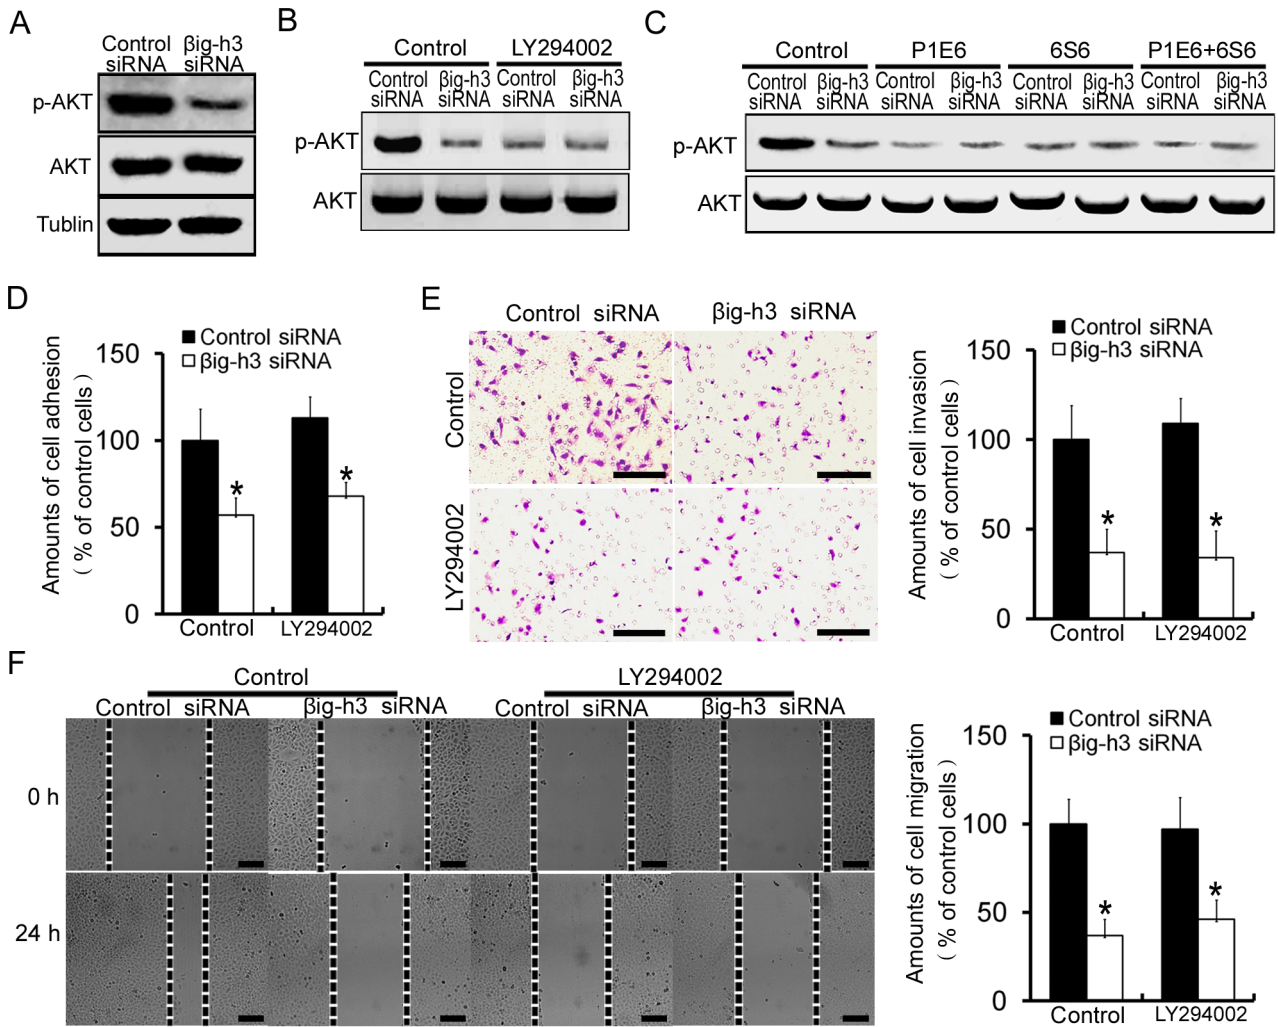 A
Control siRNA
βig-h3 siRNA
p-AKT
AKT
Tublin
B
Control
LY294002
Control siRNA
βig-h3 siRNA
Control siRNA
βig-h3 siRNA
p-AKT
AKT
C
Control
P1E6
6S6
P1E6+6S6
Control siRNA
βig-h3 siRNA
Control siRNA
βig-h3 siRNA
Control siRNA
βig-h3 siRNA
Control siRNA
βig-h3 siRNA
p-AKT
AKT
D
Control siRNA
βig-h3 siRNA
Amounts of cell adhesion
( % of control cells )
150
100
50
0
Control
LY294002
*
*
E
Control siRNA
βig-h3 siRNA
Control
LY294002
Control siRNA
βig-h3 siRNA
Amounts of cell invasion
( % of control cells )
150
100
50
0
*
*
Control
LY294002
F
Control
LY294002
Control siRNA
βig-h3 siRNA
Control siRNA
βig-h3 siRNA
0 h
24 h
Control siRNA
βig-h3 siRNA
Amounts of cell migration
( % of control cells )
150
100
50
0
*
*
Control
LY294002